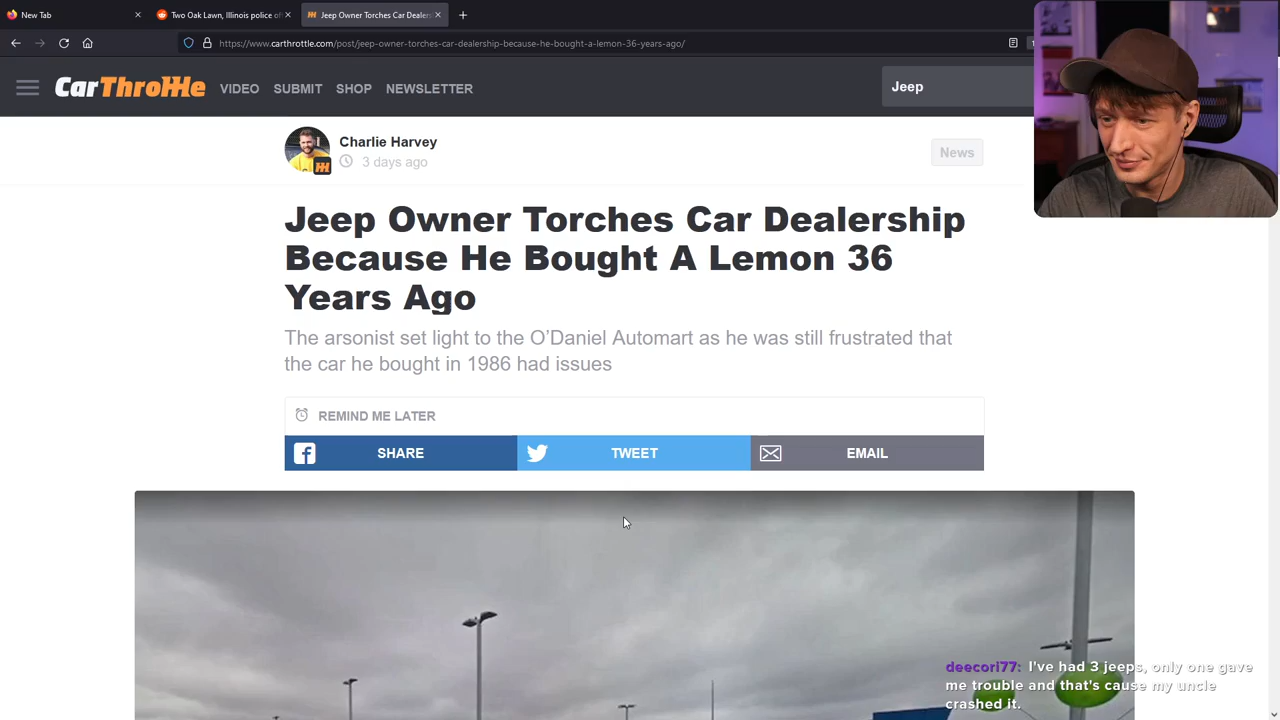 New Tab
Two Oak Lawn, Illinois police of
Jeep Owner Torches Car Dealers
https://www.carthrottle.com/post/jeep-owner-torches-car-dealership-because-he-bought-a-lemon-36-years-ago/
CarThrottle
VIDEO
SUBMIT
SHOP
NEWSLETTER
Jeep
Charlie Harvey
3 days ago
News
Jeep Owner Torches Car Dealership
Because He Bought A Lemon 36
Years Ago
The arsonist set light to the O'Daniel Automart as he was still frustrated that
the car he bought in 1986 had issues
REMIND ME LATER
SHARE
TWEET
EMAIL
deecori77: I've had 3 jeeps, only one gave
me trouble and that's cause my uncle
crashed it.